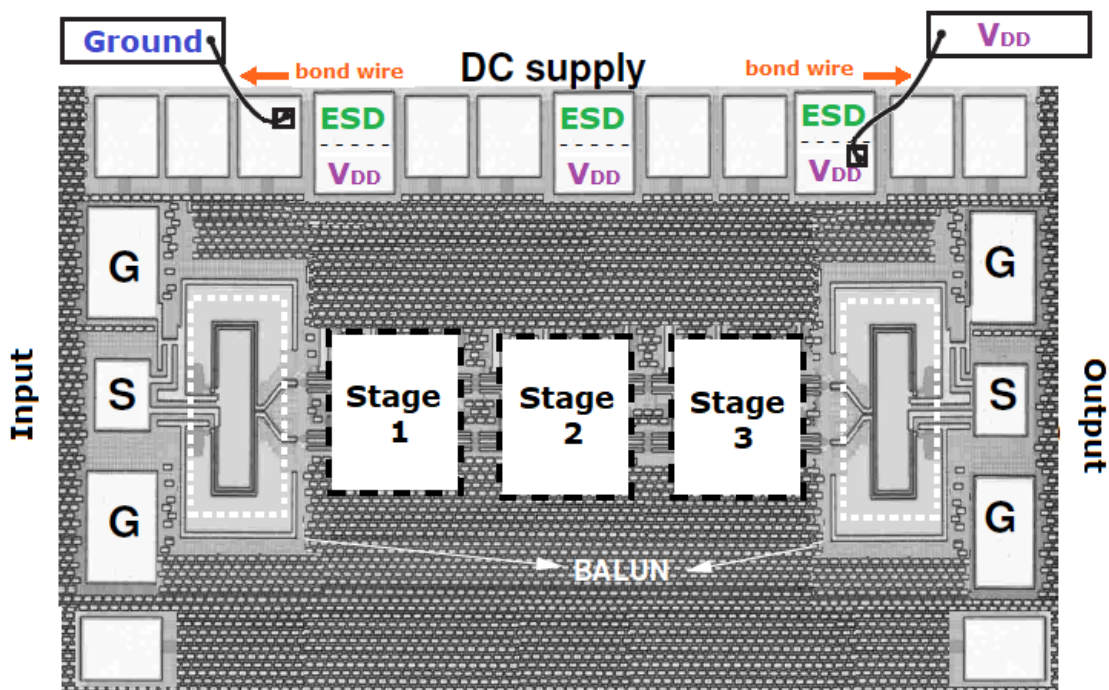 Ground
VDD
bond wire
DC supply
bond wire
ESD
VDD
ESD
VDD
ESD
VDD
G
G
Input
S
Stage
1
Stage
2
Stage
3
S
Output
G
G
BALUN